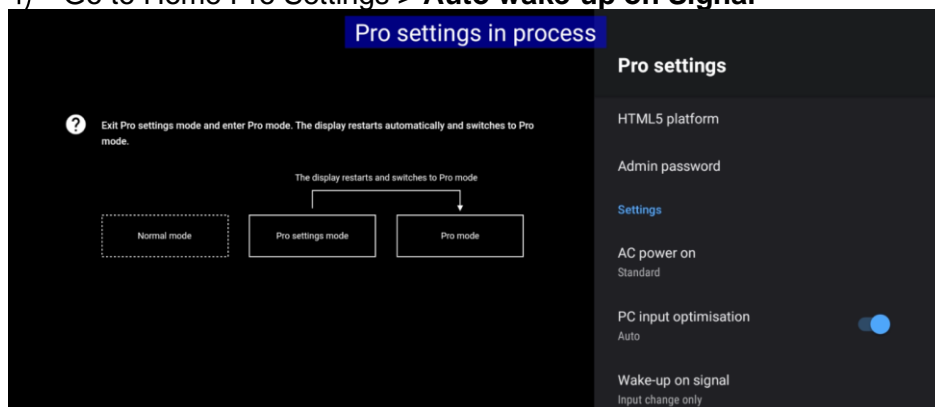 Go to Home Pro Settings > Auto wake-up on Signal
Pro settings in process
Exit Pro settings mode and enter Pro mode. The display restarts automatically and switches to Pro
mode.
The display restarts and switches to Pro mode
Normal mode
Pro settings mode
Pro mode
Pro settings
HTML5 platform
Admin password
Settings
AC power on
Standard
PC input optimisation
Auto
Wake-up on signal
Input change only